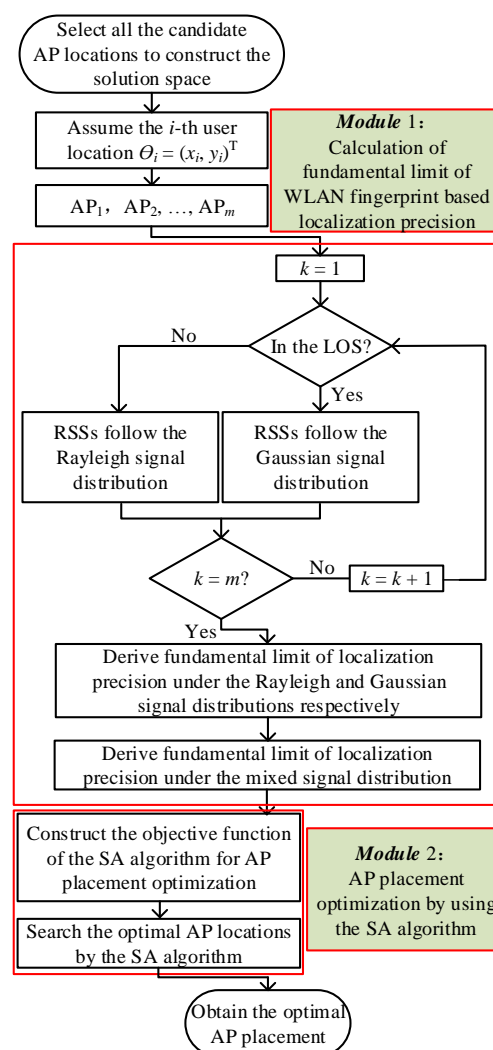 Select all the candidate
AP locations to construct the
solution space
Assume the i-th user
location Θi = (xi, yi)T
AP1, AP2, …, APm
Module 1：
Calculation of
fundamental limit of
WLAN fingerprint based
localization precision
k = 1
In the LOS?
No
Yes
RSSs follow the
Rayleigh signal
distribution
RSSs follow the
Gaussian signal
distribution
k = m?
No
k = k + 1
Yes
Derive fundamental limit of localization
precision under the Rayleigh and Gaussian
signal distributions respectively
Derive fundamental limit of localization
precision under the mixed signal distribution
Construct the objective function
of the SA algorithm for AP
placement optimization
Module 2：
AP placement
optimization by using
the SA algorithm
Search the optimal AP locations
by the SA algorithm
Obtain the optimal
AP placement